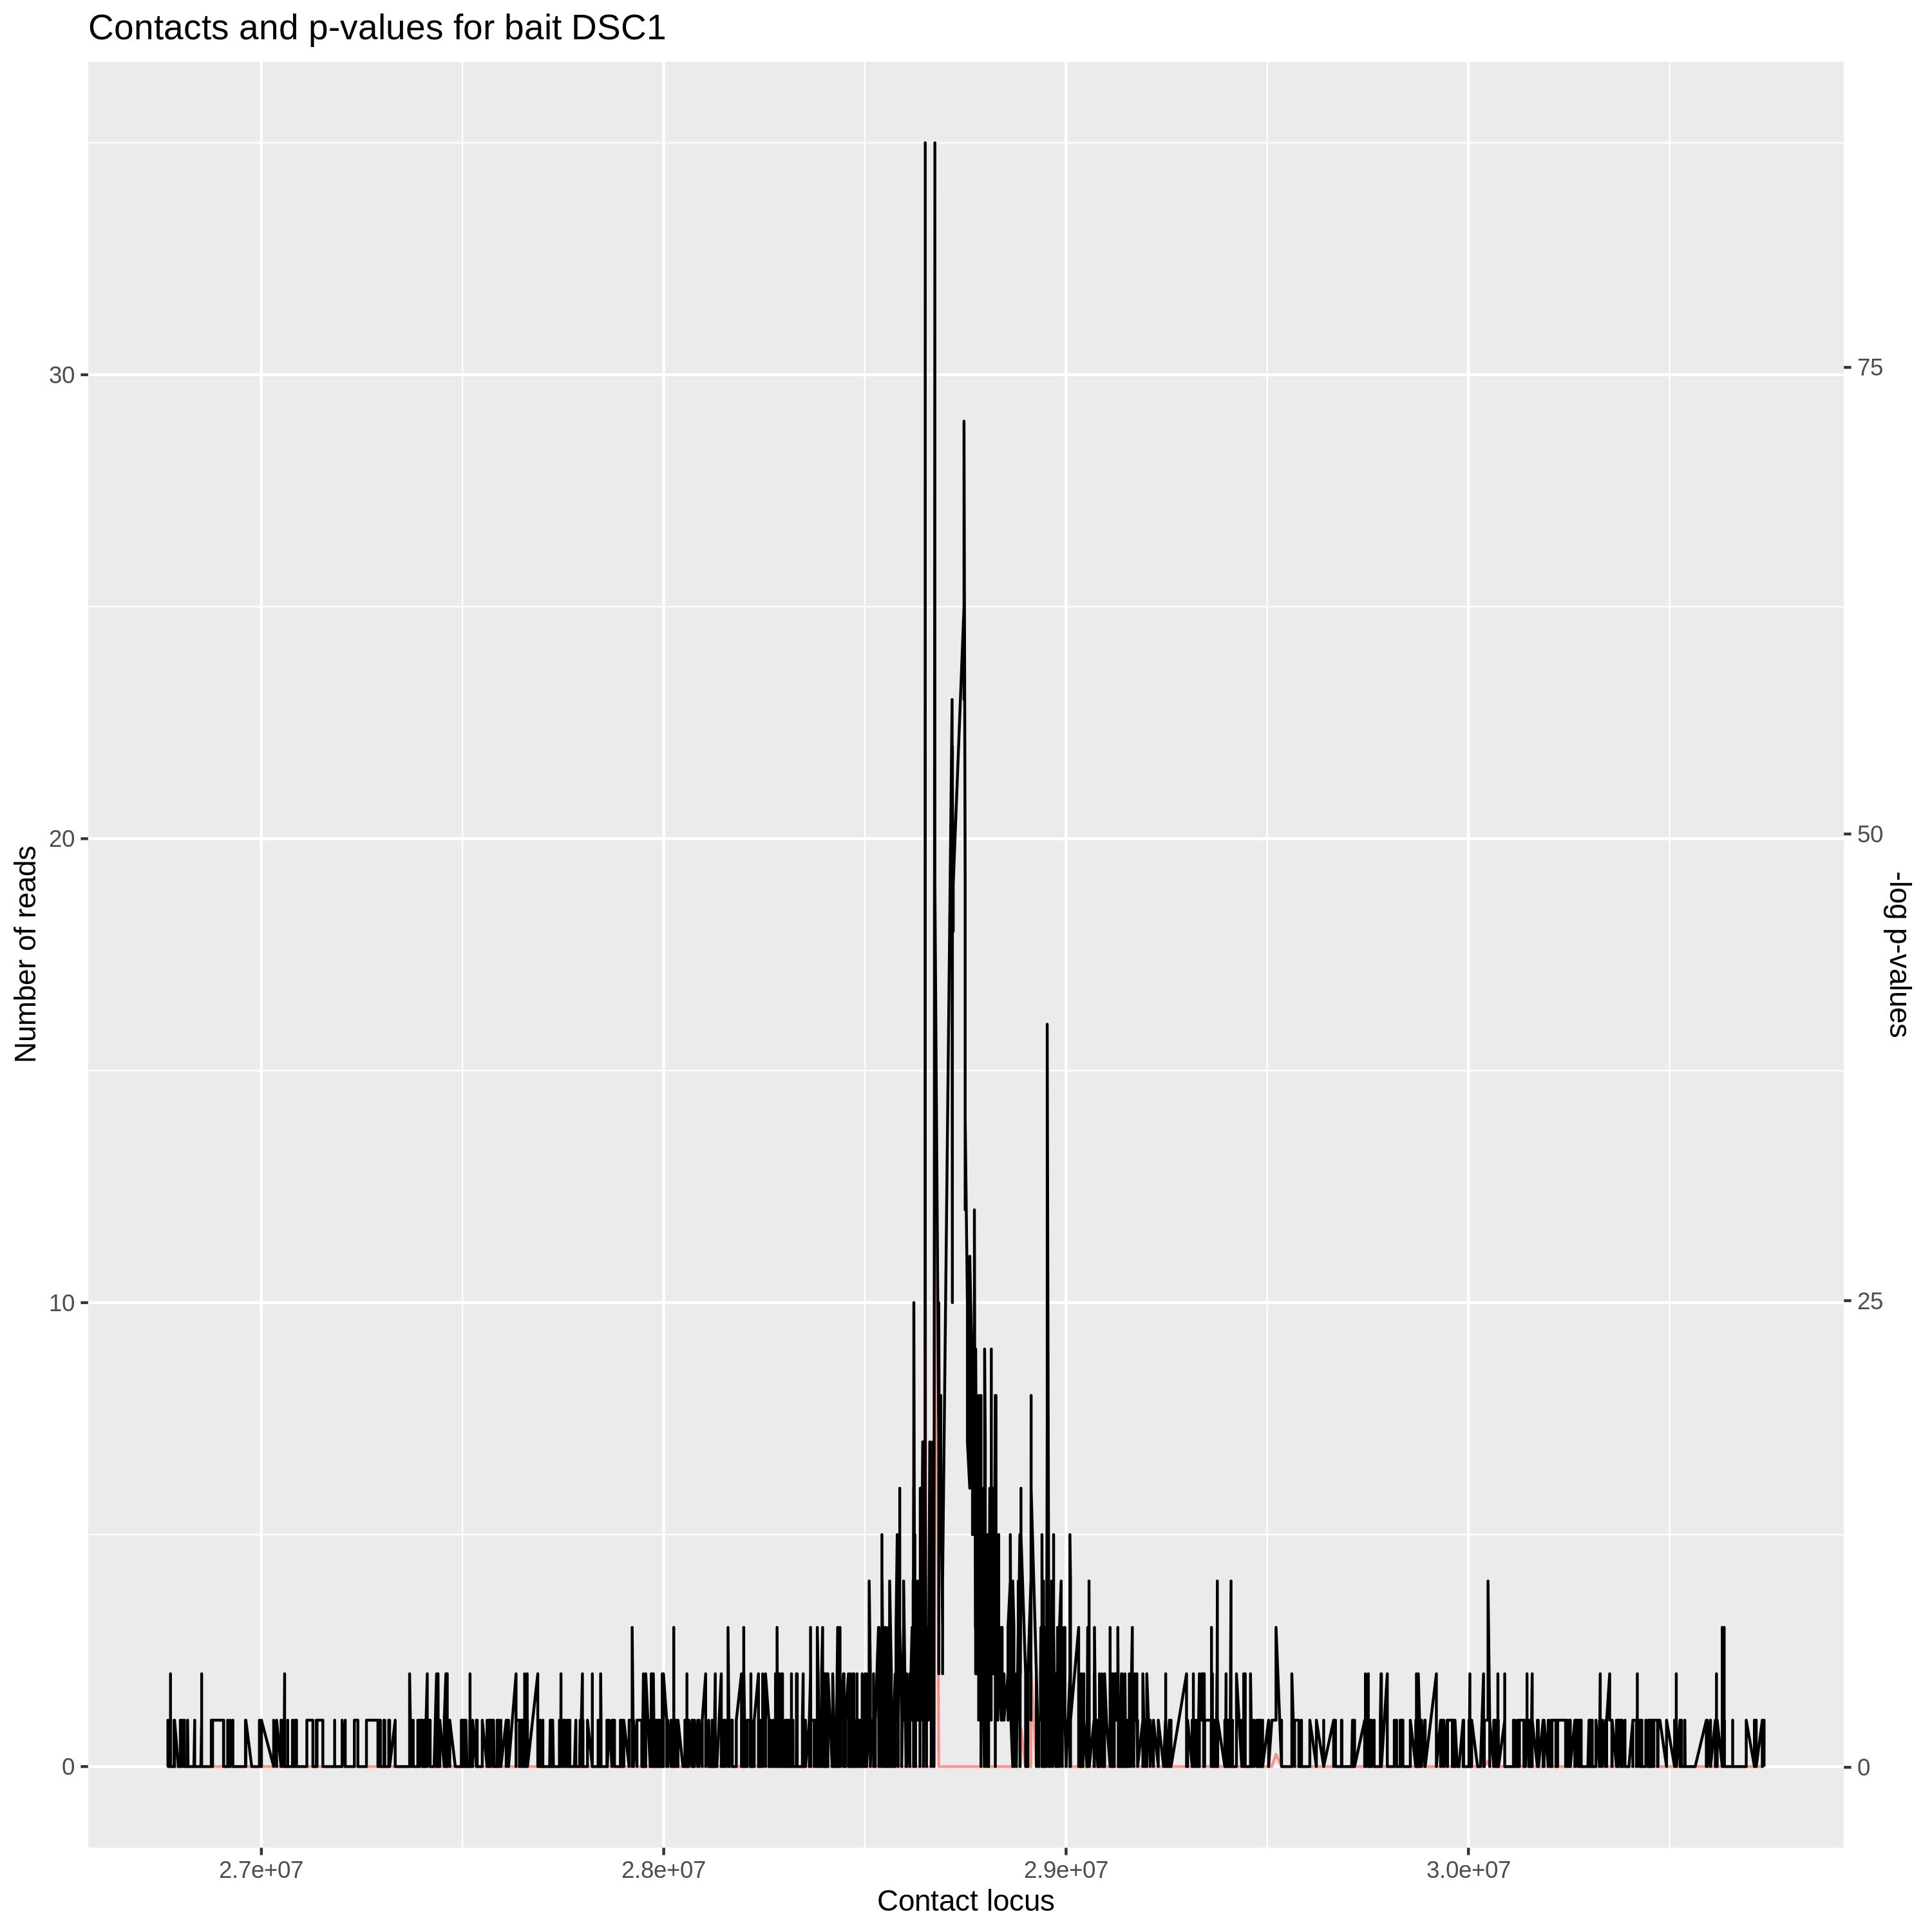 Contacts and p-values for bait DSC1
Number of reads
30
20
10
0
75
50
25
0
-log p-values
2.7e+07
2.8e+07
2.9e+07
3.0e+07
Contact locus